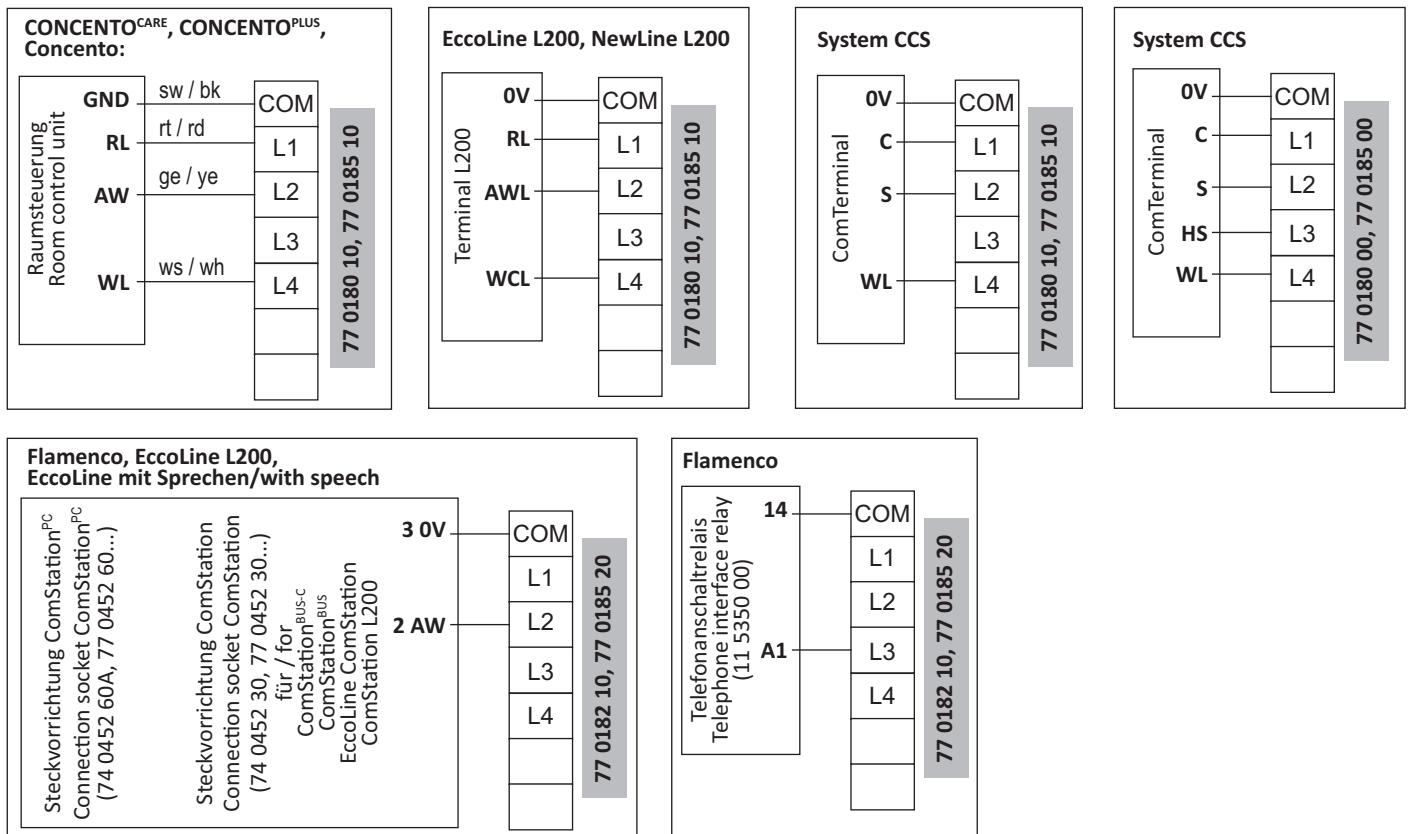 CONCENTOCARE, CONCENTOPLUS,
Concento:
Raumsteuerung
Room control unit
GND
sw / bk
COM
RL
rt / rd
L1
AW
ge / ye
L2
L3
WL
ws / wh
L4
77 0180 10, 77 0185 10
EccoLine L200, NewLine L200
Terminal L200
0V
COM
RL
L1
AWL
L2
L3
WCL
L4
77 0180 10, 77 0185 10
System CCS
ComTerminal
0V
COM
C
L1
S
L2
L3
WL
L4
77 0180 10, 77 0185 10
System CCS
ComTerminal
0V
COM
C
L1
S
L2
HS
L3
WL
L4
77 0180 00, 77 0185 00
Flamenco, EccoLine L200,
EccoLine mit Sprechen/with speech
Steckvorrichtung ComStationPC
Connection socket ComStationPC
(74 0452 60A, 77 0452 60...)
Steckvorrichtung ComStation
Connection socket ComStation
(74 0452 30, 77 0452 30...)
für / for
ComStationBUS-C
ComStationBUS
EccoLine ComStation
ComStation L200
3 0V
COM
L1
2 AW
L2
L3
L4
77 0182 10, 77 0185 20
Flamenco
Telefonanschaltrelais
Telephone interface relay
(11 5350 00)
14
COM
L1
L2
A1
L3
L4
77 0182 10, 77 0185 20